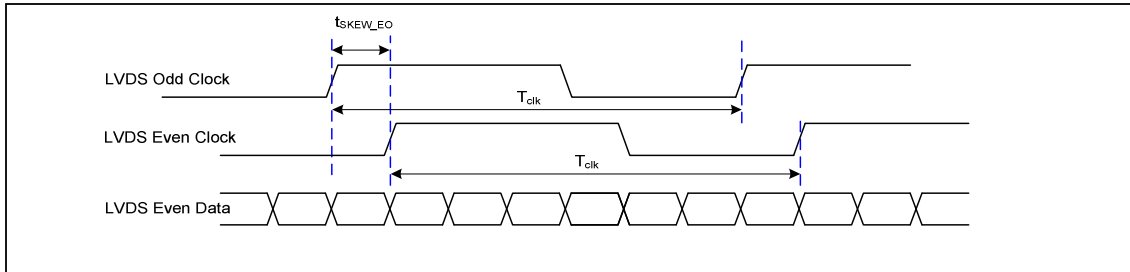 tSKEW_EO
LVDS Odd Clock
Tclk
LVDS Even Clock
Tclk
LVDS Even Data